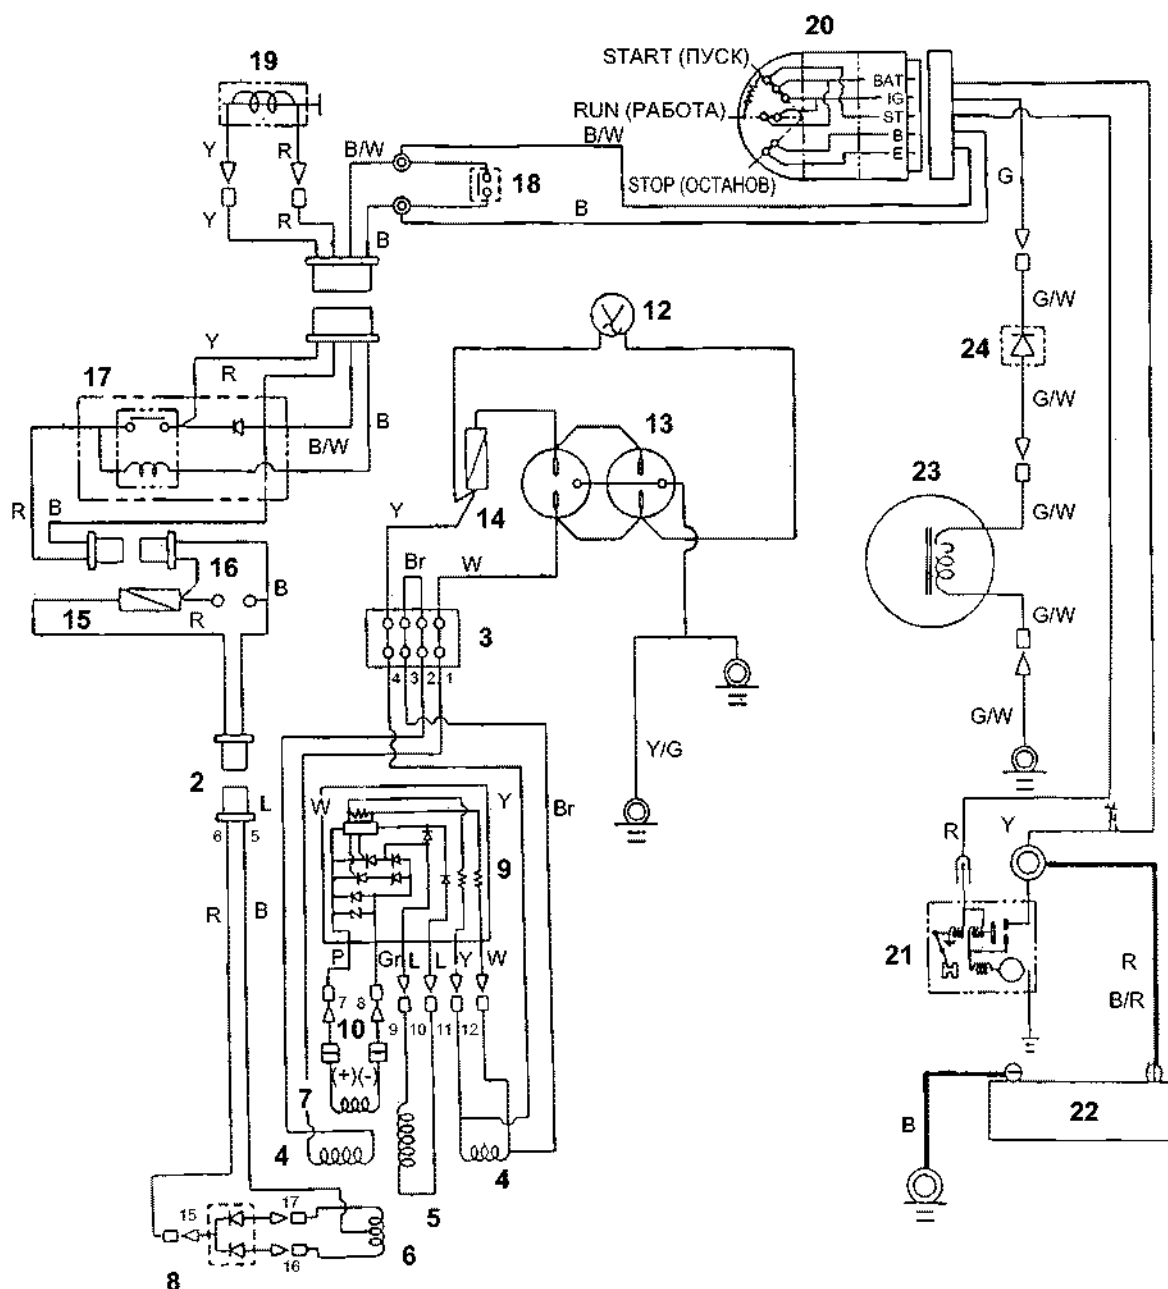 20
START (ПУСК)
19
BAT
IG
RUN (РАБОТА)
ST
B/W
B
Y
R
B/W
E
18
STOP (ОСТАНОВ)
G
B
Y
R
B
12
G/W
Y
24
R
17
G/W
B
13
B/W
23
R
B
Y
14
G/W
16
Br
W
B
15
R
3
G/W
4 3 2 1
G/W
2
Y/G
L
W
Y
Br
6 5
R
Y
9
R
B
21
P
Gr
L
L
Y
W
R
7
8
B/R
10
9
10
11
12
(+)
(-)
7
22
B
4
4
5
15
17
6
16
8